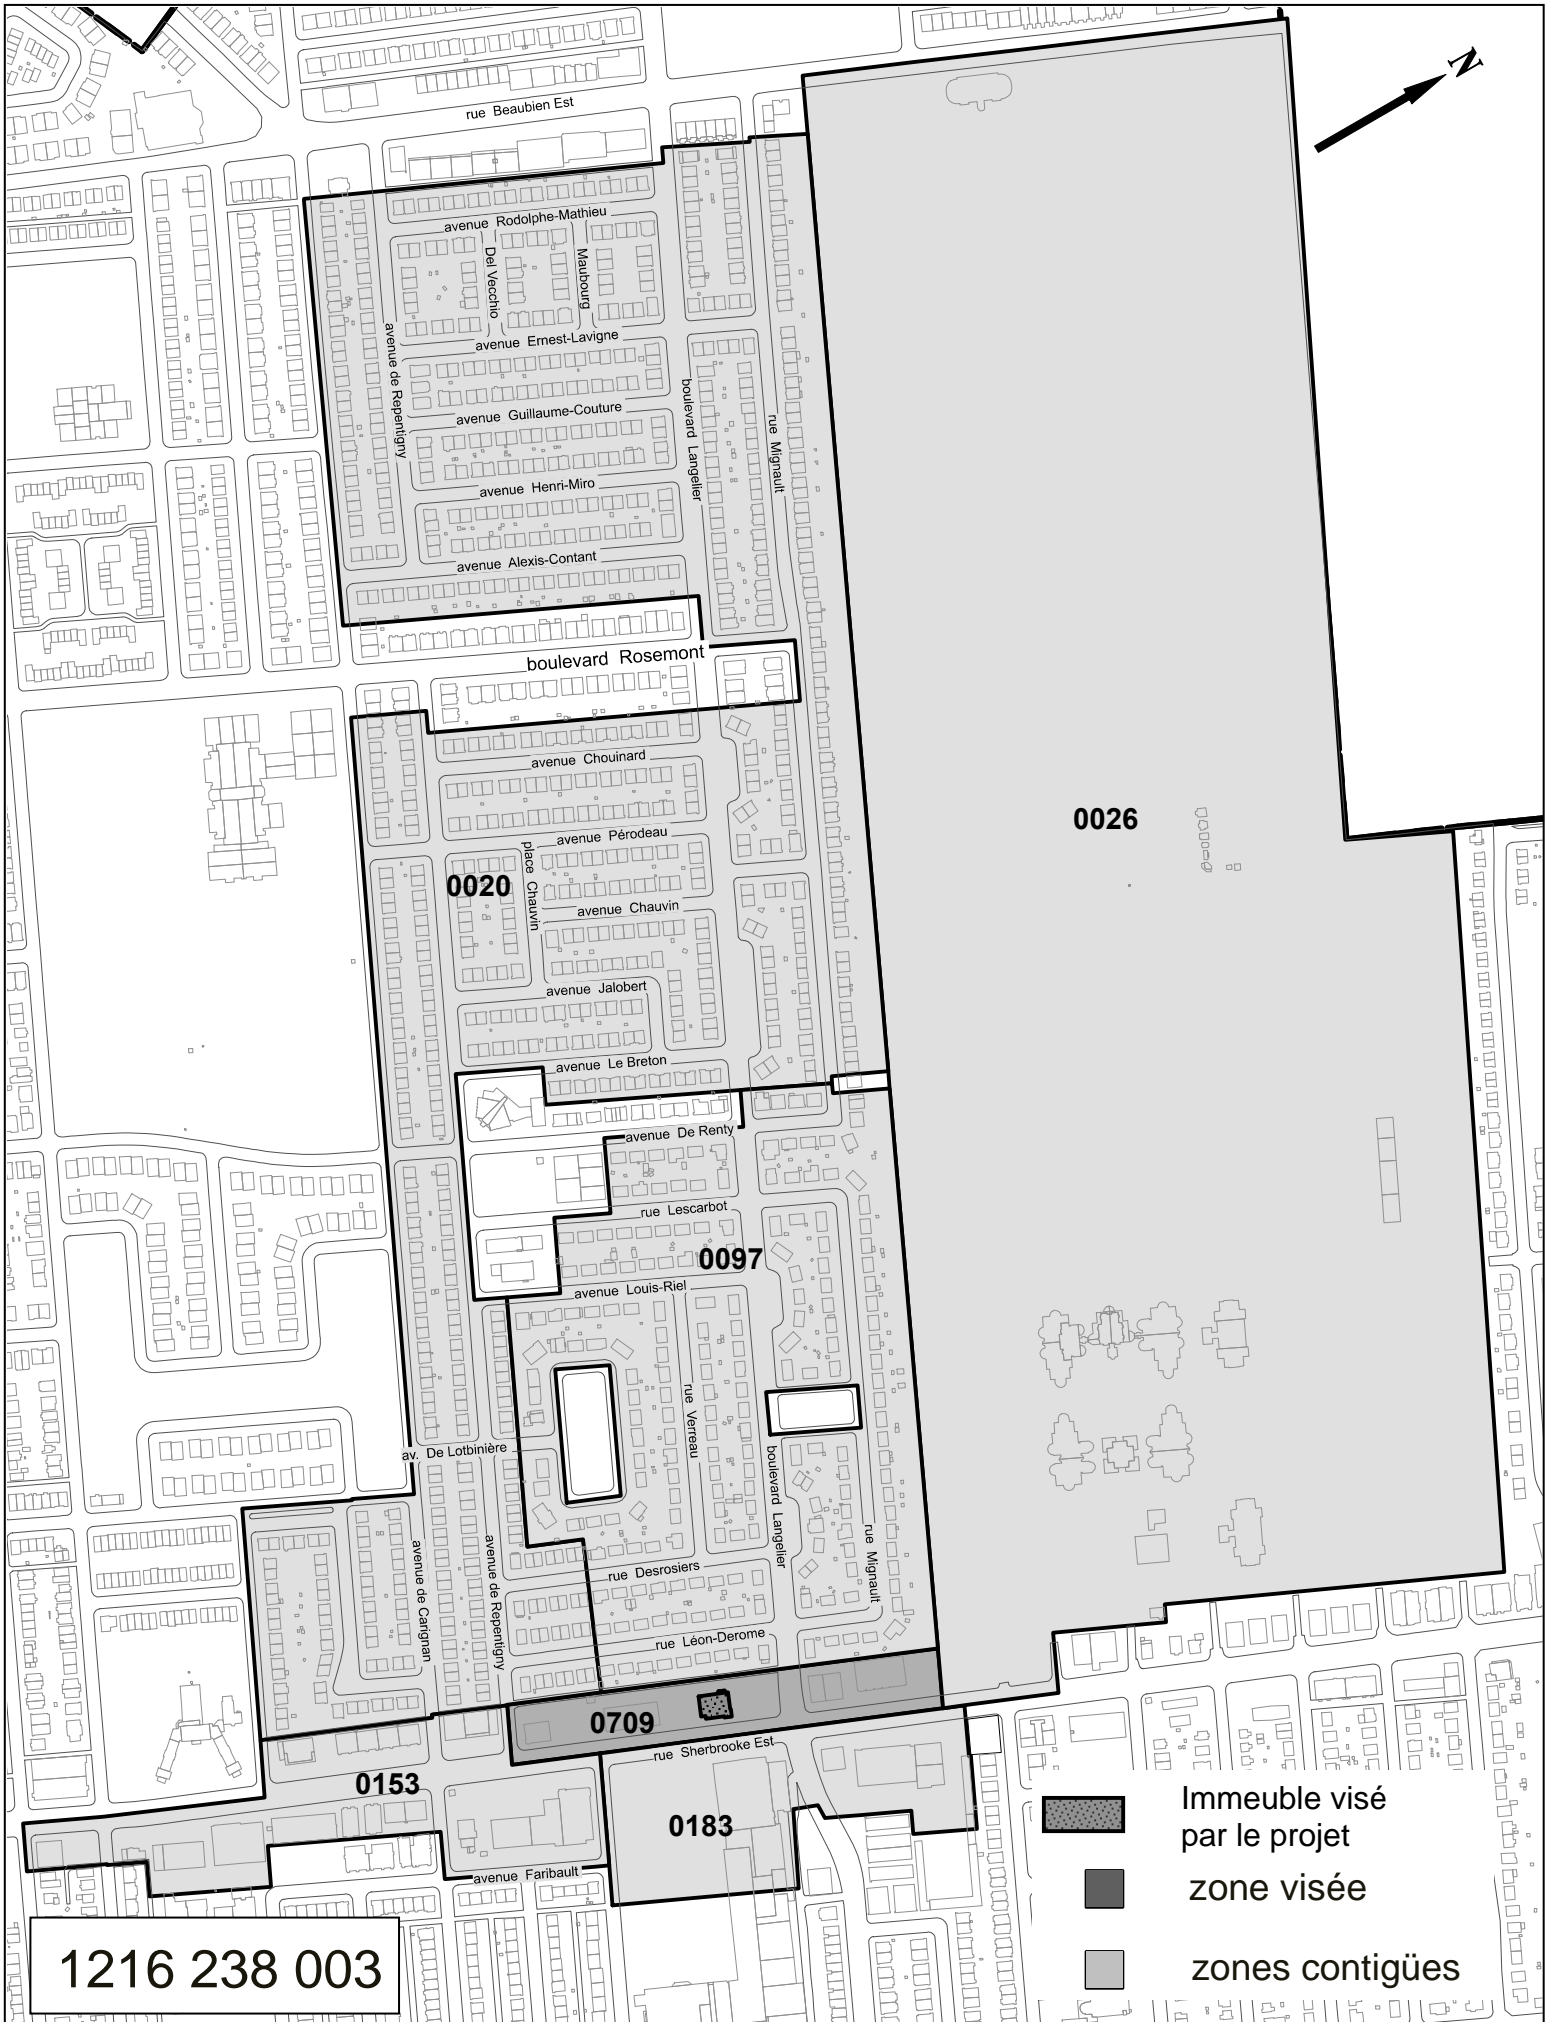 N
rue Beaubien Est
avenue Rodolphe-Mathieu
Del Vecchio
Maubourg
avenue de Repentigny
avenue Ernest-Lavigne
boulevard Langelier
avenue Guillaume-Couture
rue Mignault
avenue Henri-Miro
avenue Alexis-Contant
boulevard Rosemont
avenue Chouinard
0026
avenue Pérodeau
place Chauvin
0020
avenue Chauvin
avenue Jalobert
avenue Le Breton
avenue De Renty
rue Lescarbot
0097
avenue Louis-Riel
rue Verreau
av. De Lotbinière
boulevard Langelier
rue Mignault
avenue de Carignan
avenue de Repentigny
rue Desrosiers
rue Léon-Derome
0709
rue Sherbrooke Est
0153
0183
avenue Faribault
Immeuble visé
par le projet
zone visée
zones contigües
1216 238 003